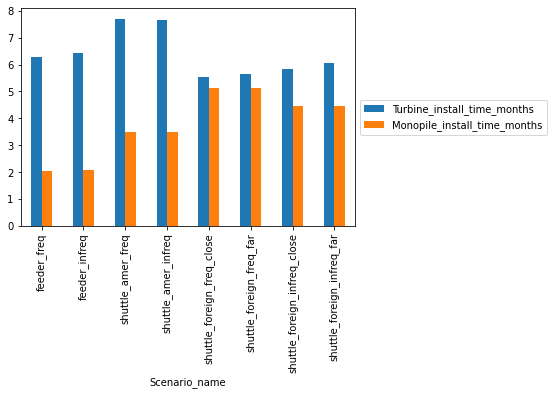 8
7
6
5
4
3
2
1
0
Turbine_install_time_months
Monopile_install_time_months
feeder_freq
feeder_infreq
shuttle_amer_freq
shuttle_amer_infreq
shuttle_foreign_freq_close
shuttle_foreign_freq_far
shuttle_foreign_infreq_close
shuttle_foreign_infreq_far
Scenario_name